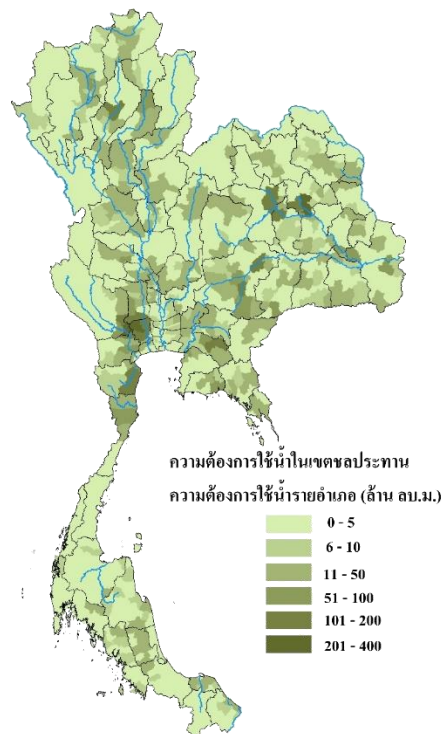 ความต้องการใช้น้ำในเขตชลประทาน
ความต้องการใช้น้ำรายอำเภอ (ล้าน ลบ.ม.)
0 - 5
6 - 10
11 - 50
51 - 100
101 - 200
201 - 400